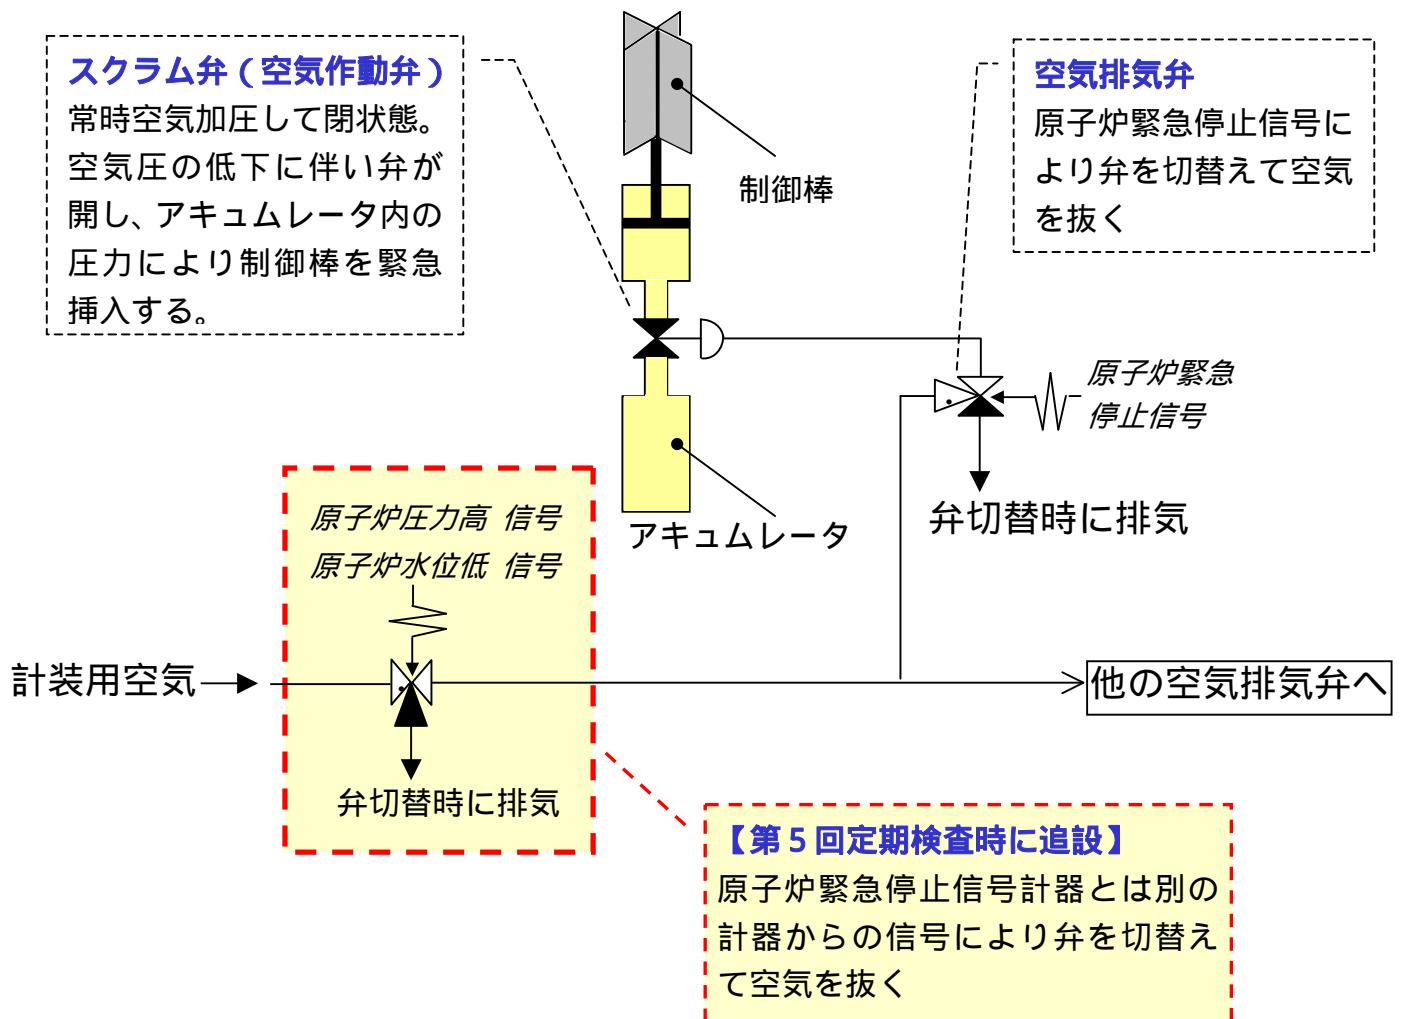 スクラム弁（空気作動弁）
常時空気加圧して閉状態。
空気圧の低下に伴い弁が
開し、アキュムレータ内の
圧力により制御棒を緊急
挿入する。
制御棒
空気排気弁
原子炉緊急停止信号に
より弁を切替えて空気
を抜く
原子炉緊急
停止信号
弁切替時に排気
アキュムレータ
原子炉圧力高 信号
原子炉水位低 信号
計装用空気
弁切替時に排気
他の空気排気弁へ
【第５回定期検査時に追設】
原子炉緊急停止信号計器とは別の
計器からの信号により弁を切替え
て空気を抜く